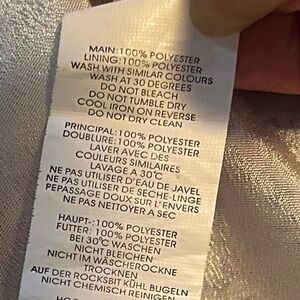 MAIN:100% POLYESTER
LINING:100% POLYESTER
WASH WITH SIMILAR COLOURS
WASH AT 30 DEGREES
DO NOT BLEACH
DO NOT TUMBLE DRY
COOL IRON ON REVERSE
DO NOT DRY CLEAN
PRINCIPAL:100% POLYESTER
DOUBLURE:100% POLYESTER
LAVER AVEC DES
COULEURS SIMILAIRES
LAVAGE A 30°C
NE PAS UTILISER D'EAU DE JAVEL
NE PAS UTILISER DE SECHE-LINGE
PEPASSAGE DOUX SUR L'ENVERS
NE PAS NETTOYER A SEC
HAUPT-:100% POLYESTER
FUTTER: 100% POLYESTER
BEI 30°C WASCHEN
NICHT BLEICHEN
NICHT IM WÄSCHEROCKNE
TROCKNEN
AUF DER ROCKSBIT KÜHL BUGELN
NICHT CHEMISCH REINIGEN